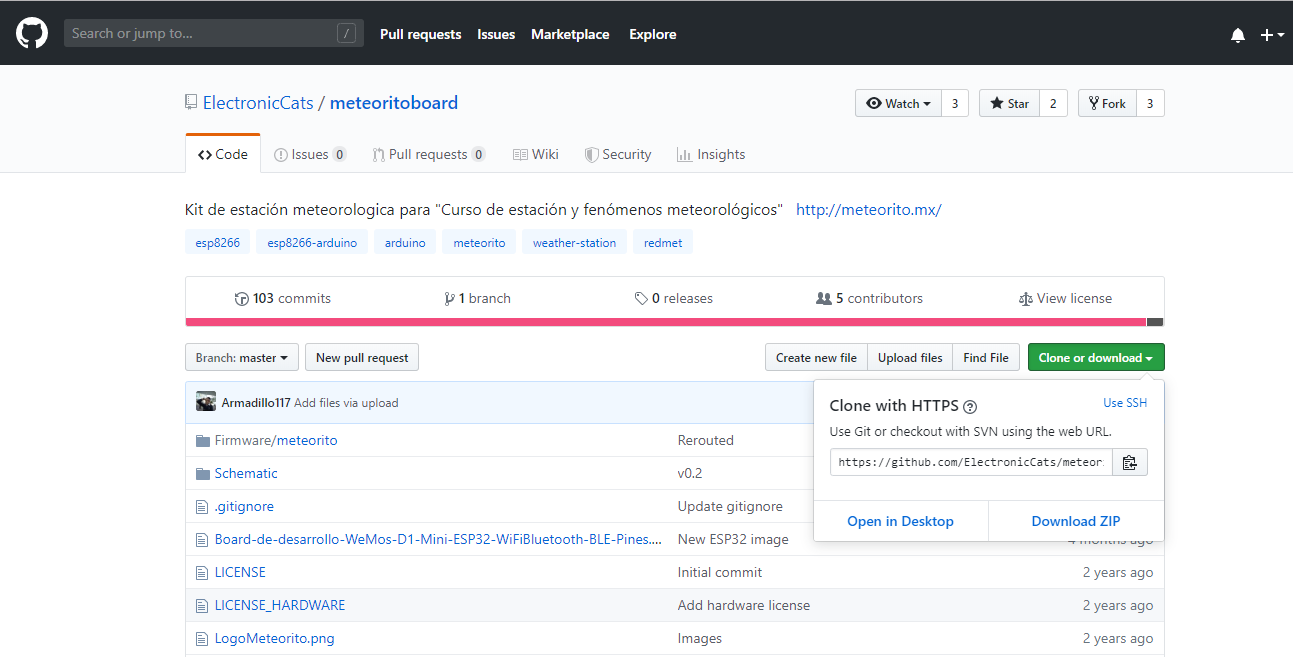 Search or jump to... / Pull requests Issues Marketplace Explore
ElectronicCats / meteoritoboard Watch 3 Star 2 Fork 3
Code Issues 0 Pull requests 0 Wiki Security Insights
Kit de estación meteorologica para "Curso de estación y fenómenos meteorológicos" http://meteorito.mx/
esp8266 esp8266-arduino arduino meteorito weather-station redmet
103 commits 1 branch 0 releases 5 contributors View license
Branch: master New pull request Create new file Upload files Find File Clone or download
Armadillo117 Add files via upload
Clone with HTTPS Use SSH
Use Git or checkout with SVN using the web URL.
https://github.com/ElectronicCats/meteor
Open in Desktop Download ZIP
Firmware/meteorito Rerouted
Schematic v0.2
.gitignore Update gitignore
Board-de-desarrollo-WeMos-D1-Mini-ESP32-WiFiBluetooth-BLE-Pines.... New ESP32 image 4 months ago
LICENSE Initial commit 2 years ago
LICENSE_HARDWARE Add hardware license 2 years ago
LogoMeteorito.png Images 2 years ago